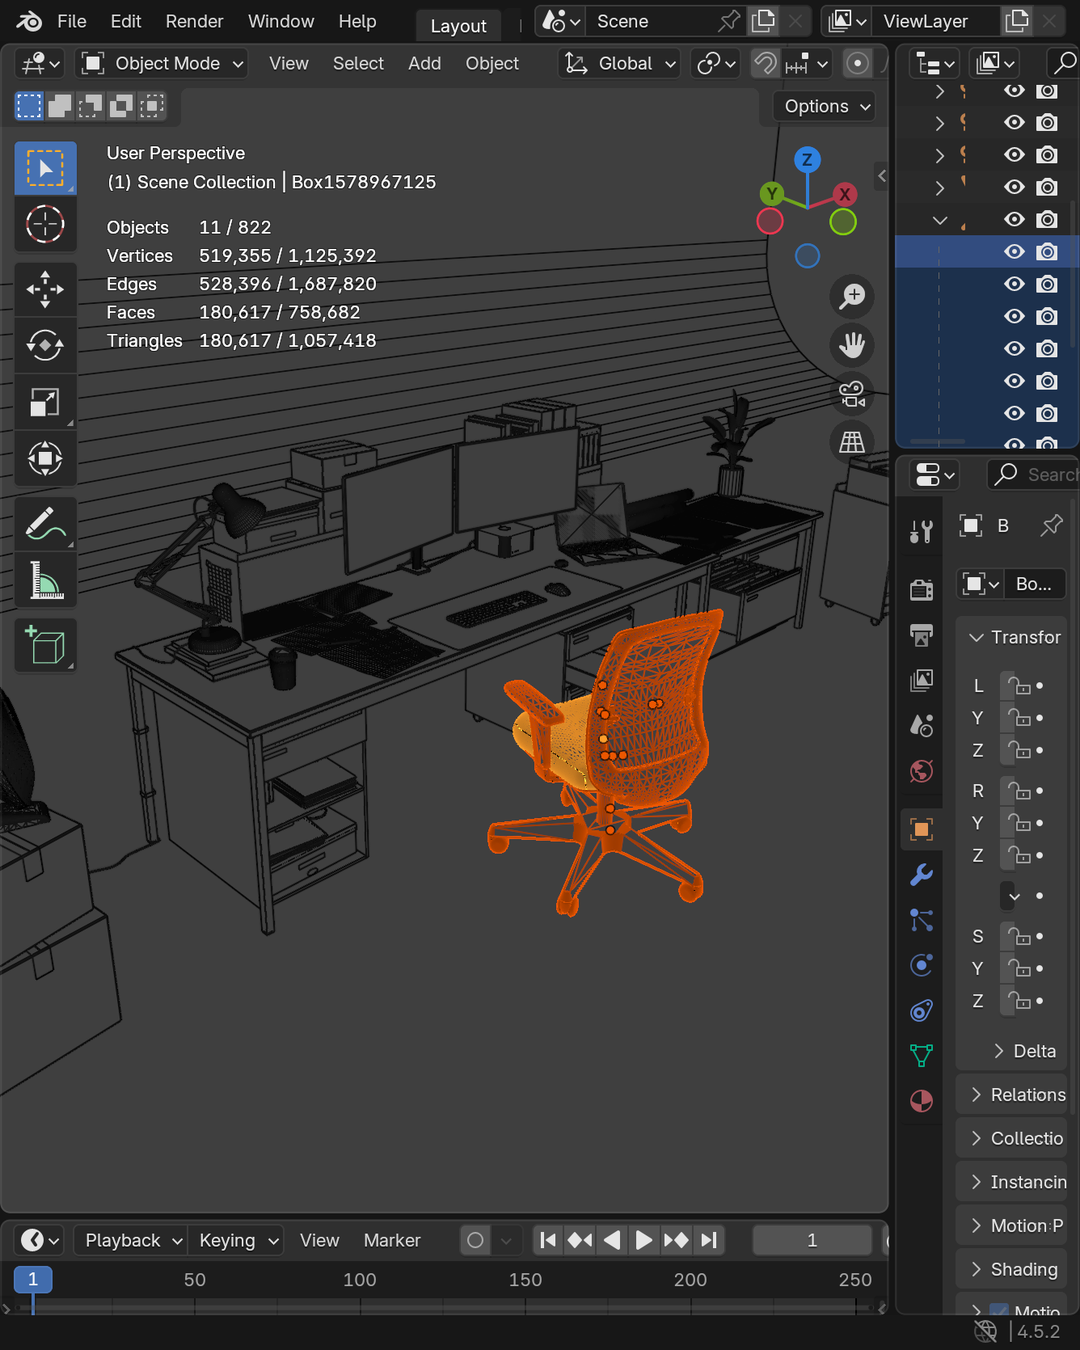 File Edit Render Window Help Layout Scene ViewLayer
Object Mode View Select Add Object Global
Options
User Perspective
(1) Scene Collection | Box1578967125
Objects 11 / 822
Vertices 519,355 / 1,125,392
Edges 528,396 / 1,687,820
Faces 180,617 / 758,682
Triangles 180,617 / 1,057,418
Z
Y X
Search
B
Bo...
Transfor
L
Y
Z
R
Y
Z
S
Y
Z
Delta
Relations
Collectio
Instancin
Motion P
Shading
Motio
Playback Keying View Marker 1
1 50 100 150 200 250
4.5.2